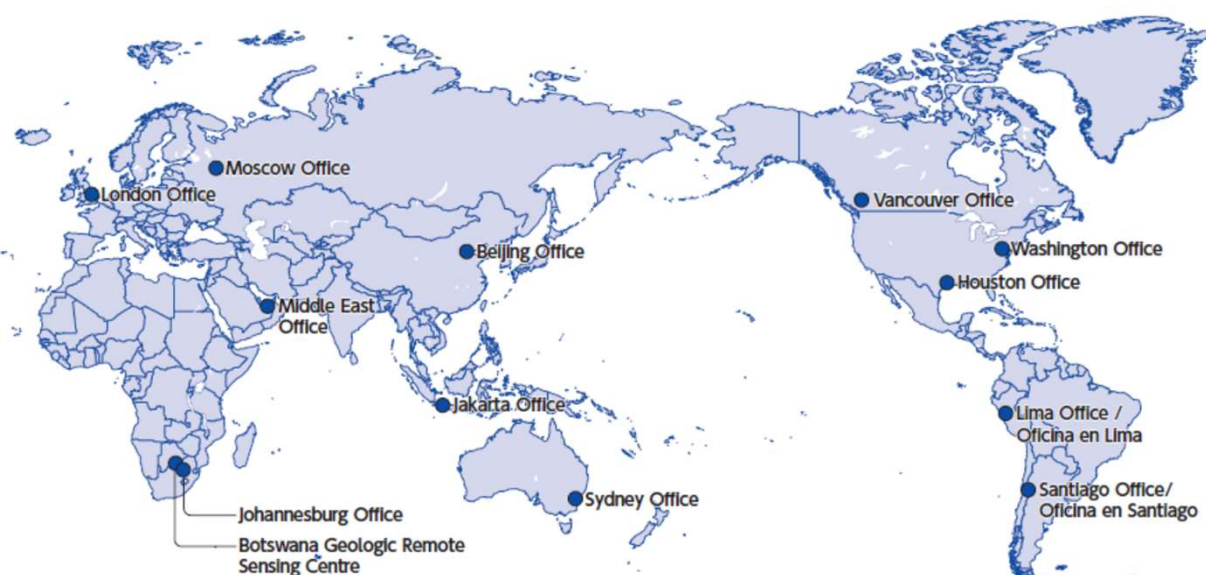 Moscow Office
London Office
Vancouver Office
Beijing Office
Washington Office
Houston Office
Middle East
Office
Jakarta Office
Lima Office /
Oficina en Lima
Santiago Office/
Oficina en Santiago
Sydney Office
Johannesburg Office
Botswana Geologic Remote
Sensing Centre